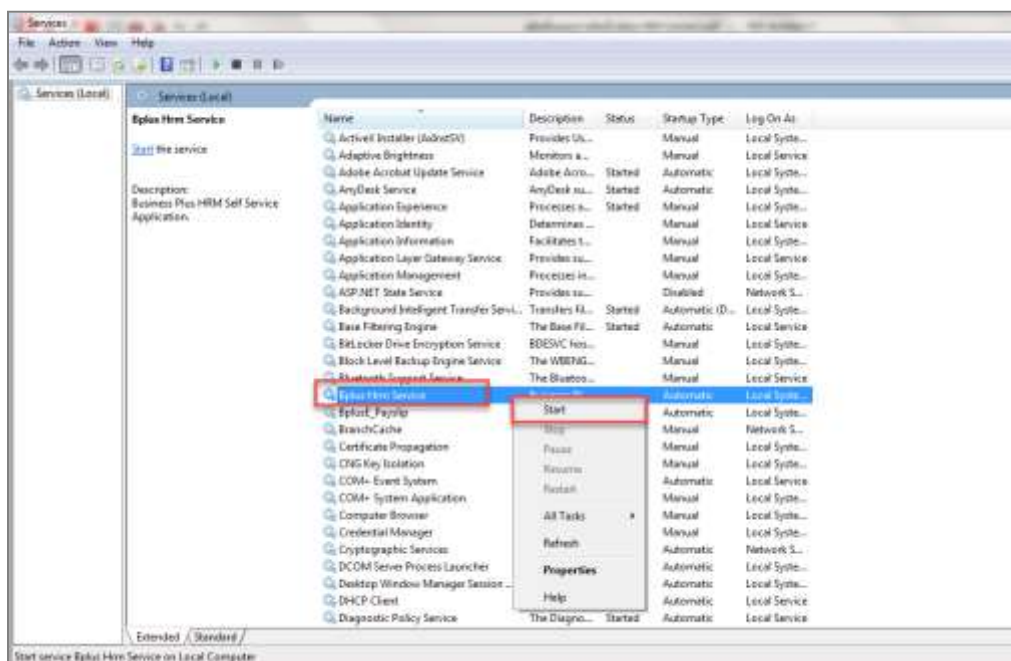 Services
File Action View Help
Services (Local)
Services (Local)
Bplus Hrm Service
Start the service
Description:
Business Plus HRM Self Service
Application.
Name Description Status Startup Type Log On As
ActiveX Installer (AxInstSV) Provides Us... Manual Local Syste...
Adaptive Brightness Monitors a... Manual Local Service
Adobe Acrobat Update Service Adobe Acro... Started Automatic Local Syste...
AnyDesk Service AnyDesk su... Started Automatic Local Syste...
Application Experience Processes a... Started Manual Local Syste...
Application Identity Determines ... Manual Local Service
Application Information Facilitates t... Manual Local Syste...
Application Layer Gateway Service Provides su... Manual Local Service
Application Management Processes in... Manual Local Syste...
ASP.NET State Service Provides su... Disabled Network S...
Background Intelligent Transfer Servi... Transfers fil... Started Automatic (D... Local Syste...
Base Filtering Engine The Base Fil... Started Automatic Local Service
BitLocker Drive Encryption Service BDESVC hos... Manual Local Syste...
Block Level Backup Engine Service The WBENG... Manual Local Syste...
Bluetooth Support Service The Bluetoo... Manual Local Service
Bplus Hrm Service Automatic Local Syste...
BplusE_Payslip Automatic Local Syste...
BranchCache Manual Network S...
Certificate Propagation Manual Local Syste...
CNG Key Isolation Manual Local Syste...
COM+ Event System Automatic Local Service
COM+ System Application Manual Local Syste...
Computer Browser Manual Local Syste...
Credential Manager Manual Local Syste...
Cryptographic Services Automatic Network S...
DCOM Server Process Launcher Automatic Local Syste...
Desktop Window Manager Session ... Automatic Local Syste...
DHCP Client Automatic Local Service
Diagnostic Policy Service The Diagno... Started Automatic Local Service
Start
Stop
Pause
Resume
Restart
All Tasks
Refresh
Properties
Help
Extended Standard
Start service Bplus Hrm Service on Local Computer